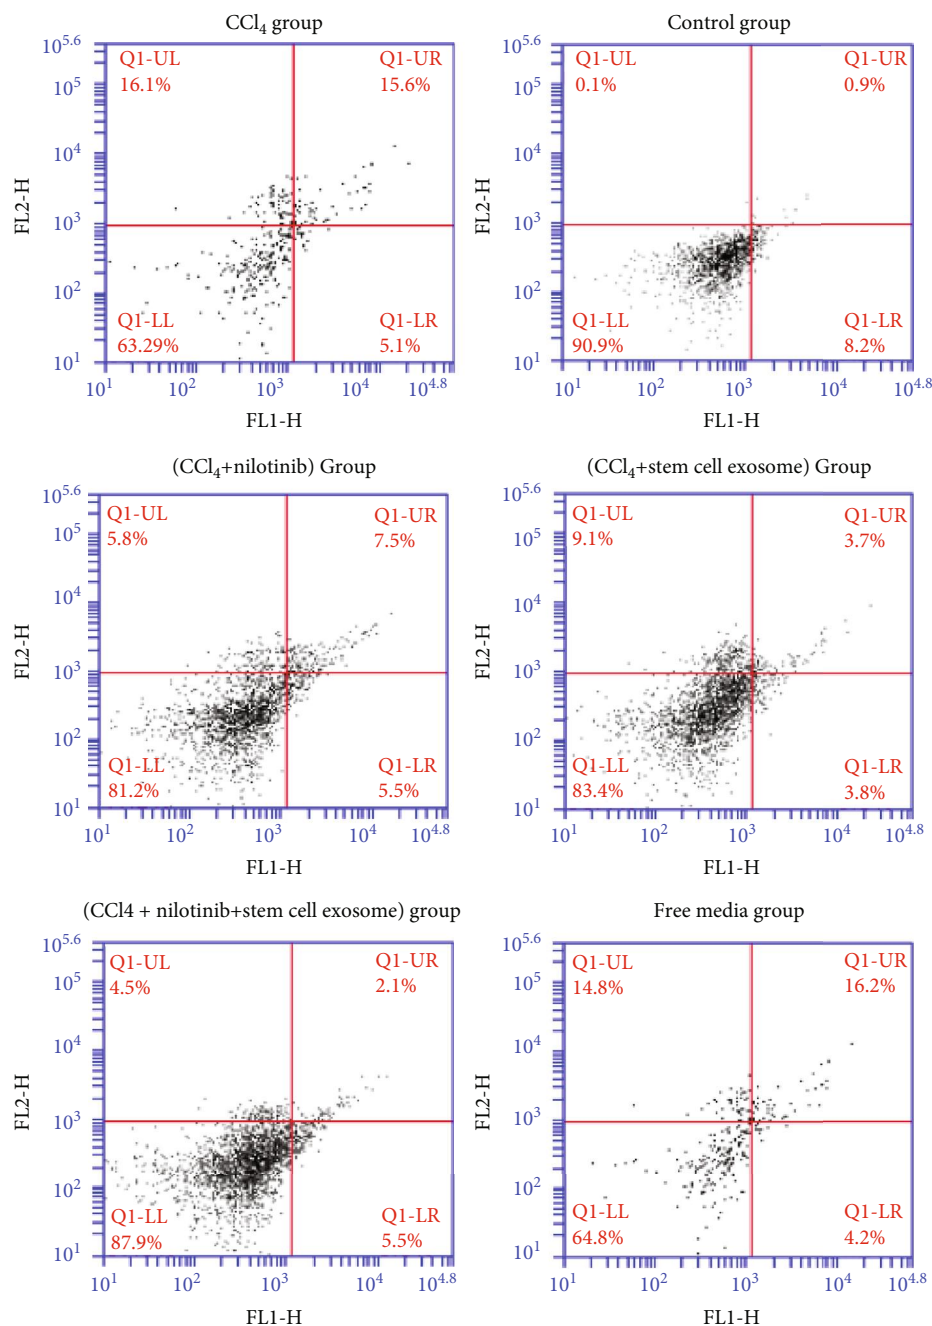 CCl₄ group
10^5.6
10^5
10^4
10^3
10^2
10^1
FL2-H
Q1-UL
16.1%
Q1-UR
15.6%
Q1-LL
63.29%
Q1-LR
5.1%
10^1 10^2 10^3 10^4 10^4.8
FL1-H
Control group
10^5.6
10^5
10^4
10^3
10^2
10^1
FL2-H
Q1-UL
0.1%
Q1-UR
0.9%
Q1-LL
90.9%
Q1-LR
8.2%
10^1 10^2 10^3 10^4 10^4.8
FL1-H
(CCl₄+nilotinib) Group
10^5.6
10^5
10^4
10^3
10^2
10^1
FL2-H
Q1-UL
5.8%
Q1-UR
7.5%
Q1-LL
81.2%
Q1-LR
5.5%
10^1 10^2 10^3 10^4 10^4.8
FL1-H
(CCl₄+stem cell exosome) Group
10^5.6
10^5
10^4
10^3
10^2
10^1
FL2-H
Q1-UL
9.1%
Q1-UR
3.7%
Q1-LL
83.4%
Q1-LR
3.8%
10^1 10^2 10^3 10^4 10^4.8
FL1-H
(CCl4 + nilotinib+stem cell exosome) group
10^5.6
10^5
10^4
10^3
10^2
10^1
FL2-H
Q1-UL
4.5%
Q1-UR
2.1%
Q1-LL
87.9%
Q1-LR
5.5%
10^1 10^2 10^3 10^4 10^4.8
FL1-H
Free media group
10^5.6
10^5
10^4
10^3
10^2
10^1
FL2-H
Q1-UL
14.8%
Q1-UR
16.2%
Q1-LL
64.8%
Q1-LR
4.2%
10^1 10^2 10^3 10^4 10^4.8
FL1-H